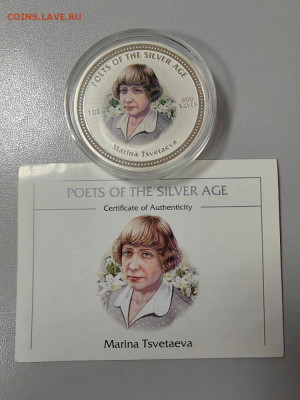 COINS.LAVE.RU
POETS OF THE SILVER AGE
1 OZ
999
SILVER
Marina Tsvetaeva
POETS OF THE SILVER AGE
Certificate of Authenticity
Marina Tsvetaeva